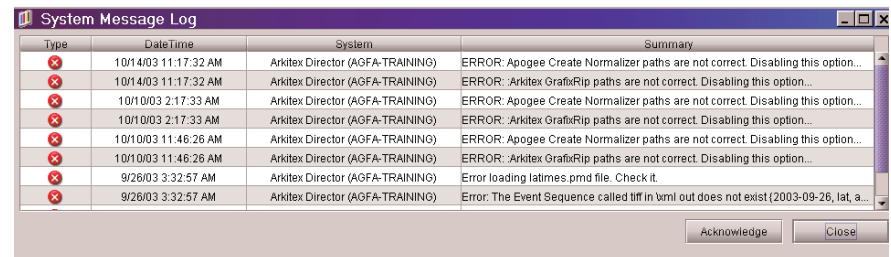 System Message Log
Type DateTime System Summary
10/14/03 11:17:32 AM Arkitex Director (AGFA-TRAINING) ERROR: Apogee Create Normalizer paths are not correct. Disabling this option...
10/14/03 11:17:32 AM Arkitex Director (AGFA-TRAINING) ERROR: :Arkitex GrafixRip paths are not correct. Disabling this option...
10/10/03 2:17:33 AM Arkitex Director (AGFA-TRAINING) ERROR: Apogee Create Normalizer paths are not correct. Disabling this option...
10/10/03 2:17:33 AM Arkitex Director (AGFA-TRAINING) ERROR: :Arkitex GrafixRip paths are not correct. Disabling this option...
10/10/03 11:46:26 AM Arkitex Director (AGFA-TRAINING) ERROR: Apogee Create Normalizer paths are not correct. Disabling this option...
10/10/03 11:46:26 AM Arkitex Director (AGFA-TRAINING) ERROR: :Arkitex GrafixRip paths are not correct. Disabling this option...
9/26/03 3:32:57 AM Arkitex Director (AGFA-TRAINING) Error loading latimes.pmd file. Check it.
9/26/03 3:32:57 AM Arkitex Director (AGFA-TRAINING) Error: The Event Sequence called tiff in \xml out does not exist {2003-09-26, lat, a...
Acknowledge Close